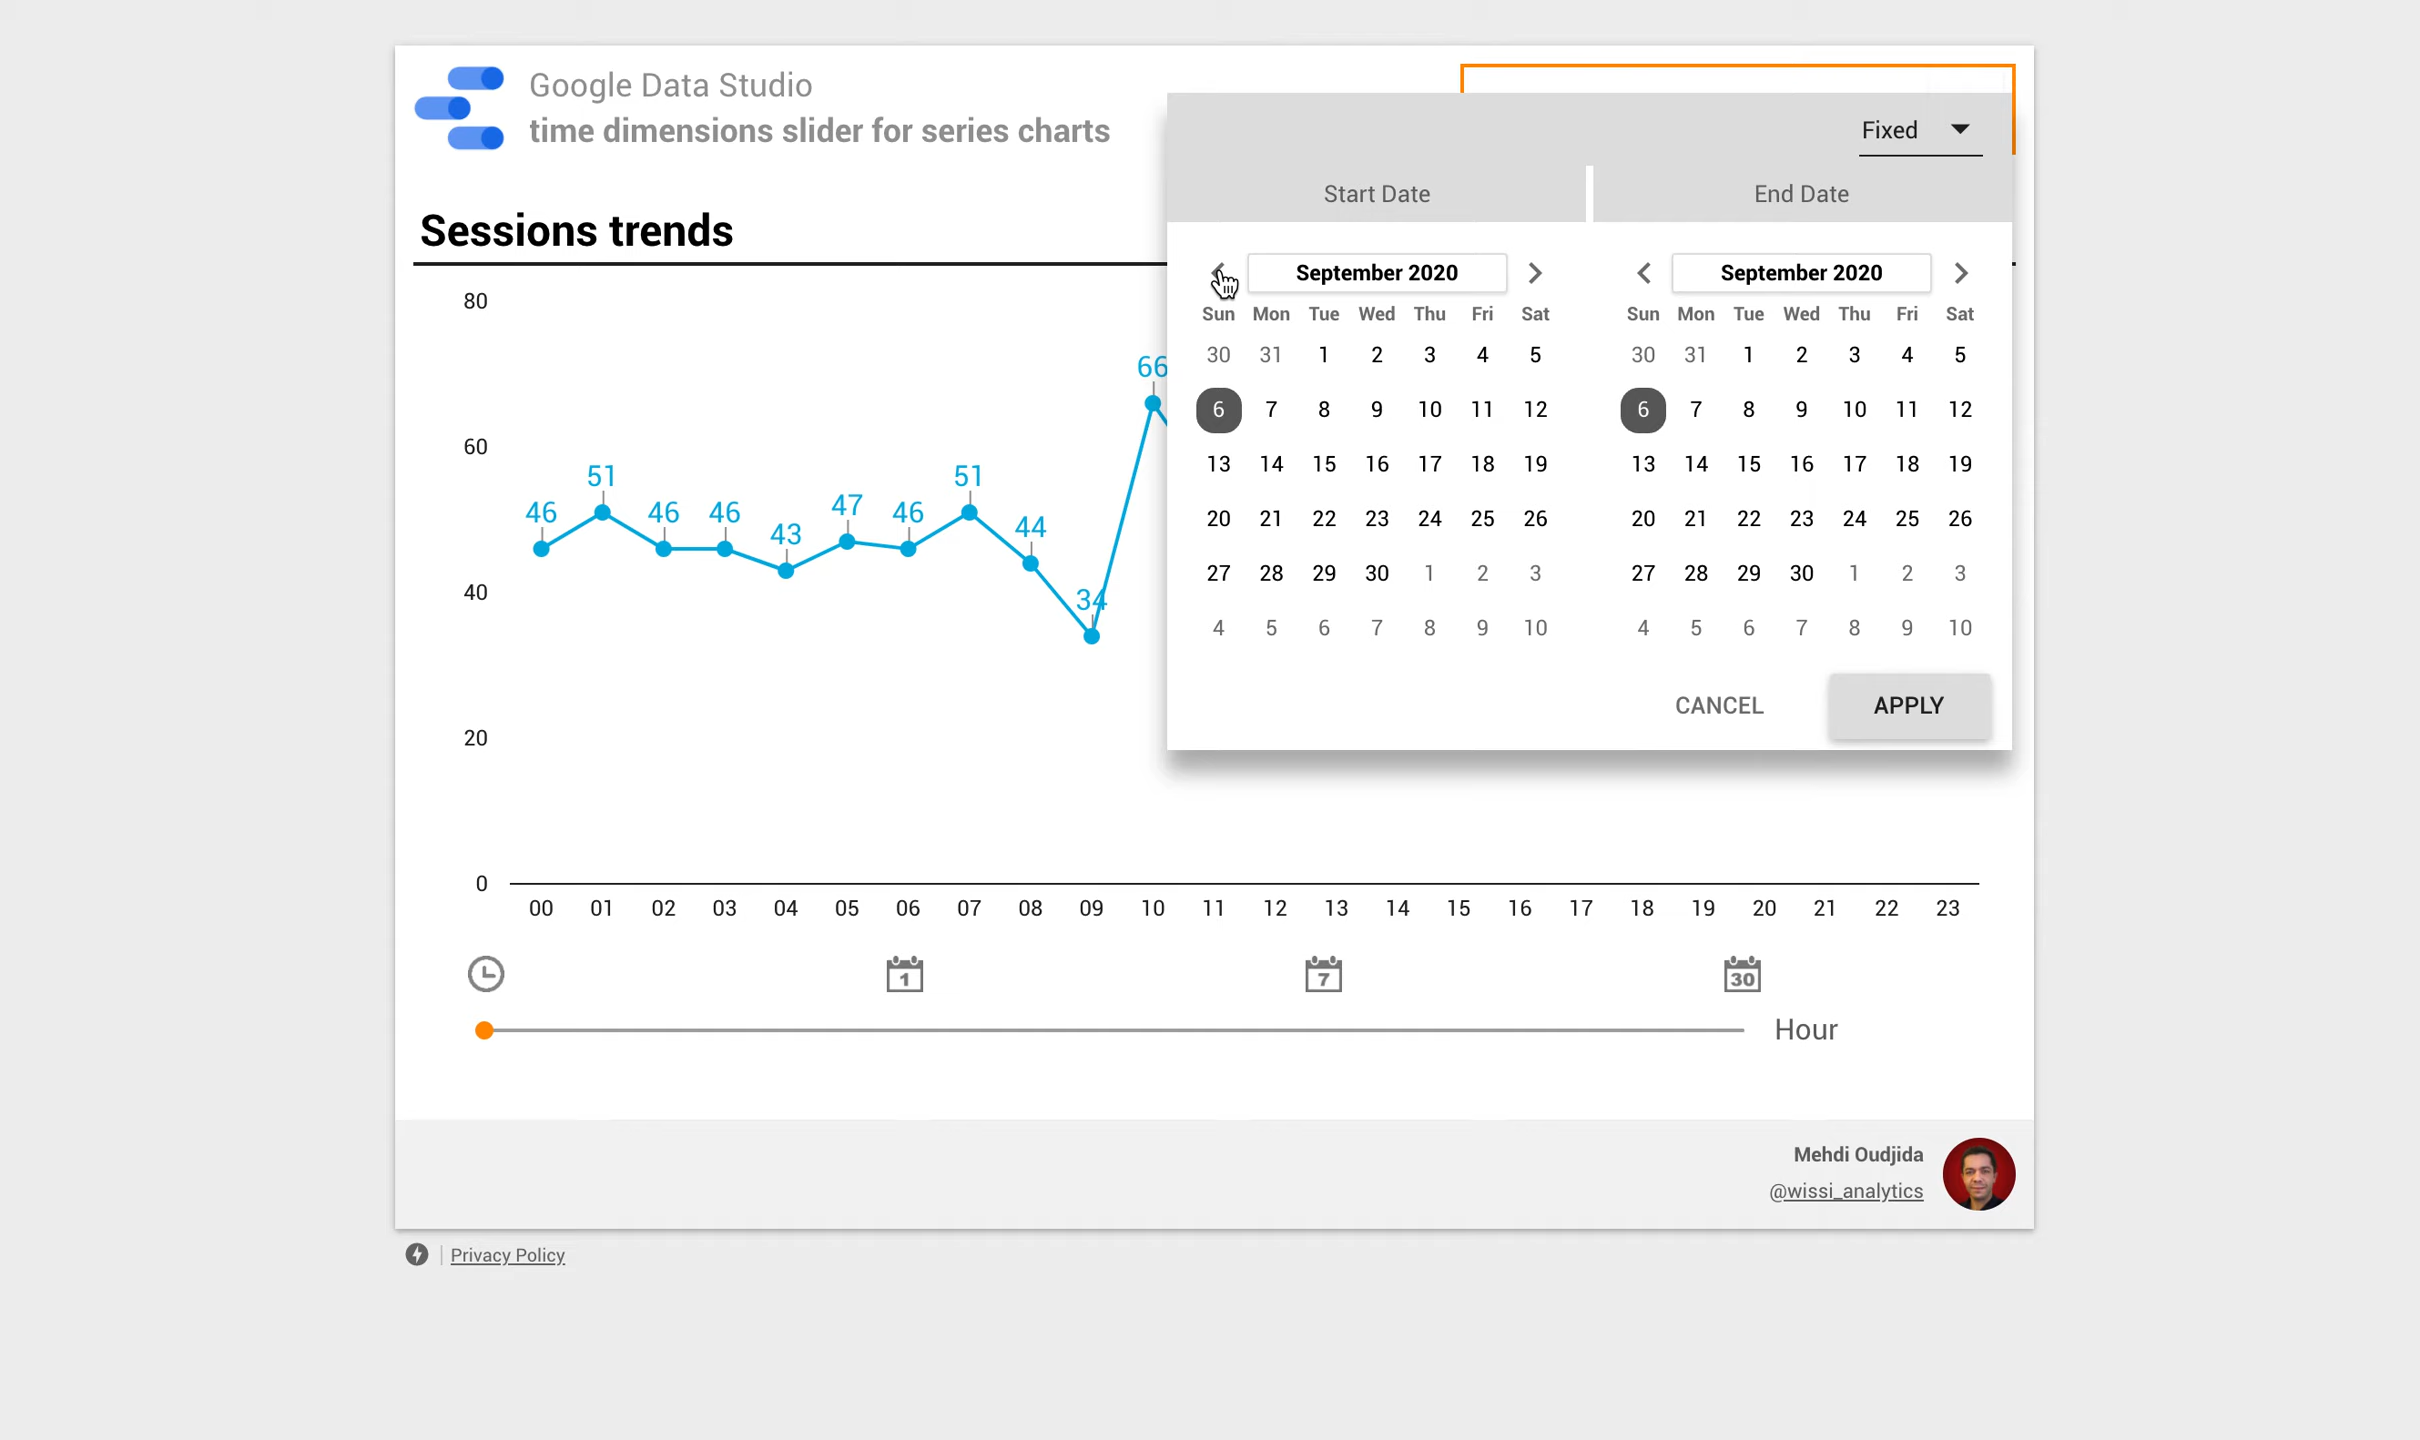 Google Data Studio
time dimensions slider for series charts
Fixed
Start Date
End Date
Sessions trends
September 2020
Sun Mon Tue Wed Thu Fri Sat
30 31 1 2 3 4 5
6 7 8 9 10 11 12
13 14 15 16 17 18 19
20 21 22 23 24 25 26
27 28 29 30 1 2 3
4 5 6 7 8 9 10
September 2020
Sun Mon Tue Wed Thu Fri Sat
30 31 1 2 3 4 5
6 7 8 9 10 11 12
13 14 15 16 17 18 19
20 21 22 23 24 25 26
27 28 29 30 1 2 3
4 5 6 7 8 9 10
CANCEL
APPLY
80
60
40
20
0
46 51 46 46 43 47 46 51 44 34 66
00 01 02 03 04 05 06 07 08 09 10 11 12 13 14 15 16 17 18 19 20 21 22 23
1
7
30
Hour
Mehdi Oudjida
@wissi_analytics
Privacy Policy